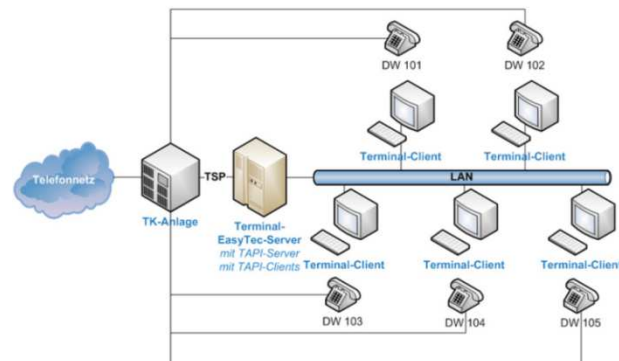 DW 101
DW 102
Terminal-Client
Terminal-Client
Telefonnetz
TSP
LAN
TK-Anlage
Terminal-
EasyTec-Server
mit TAPI-Server
mit TAPI-Clients
Terminal-Client
Terminal-Client
Terminal-Client
DW 103
DW 104
DW 105